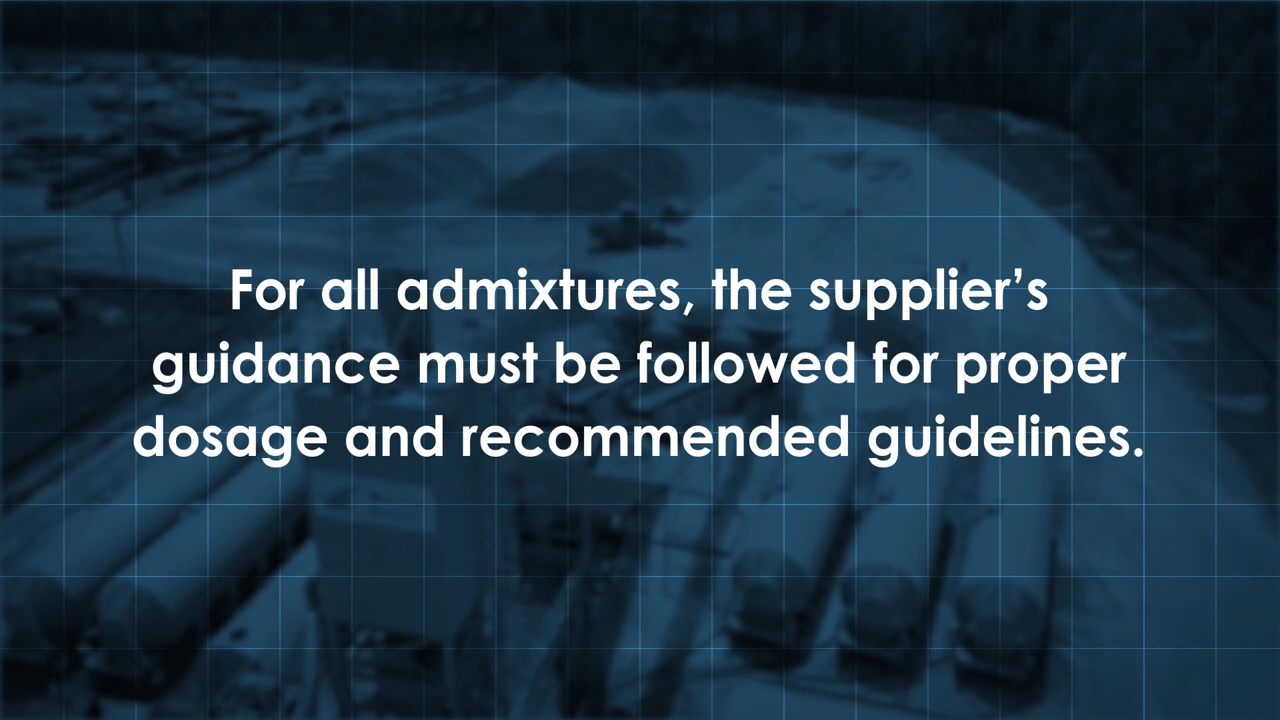 For all admixtures, the supplier’s
guidance must be followed for proper
dosage and recommended guidelines.